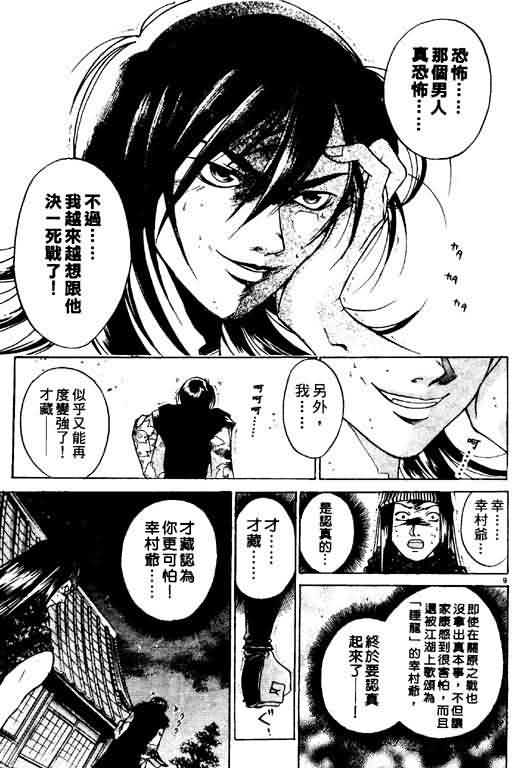 恐怖……
那個男人
真恐怖……
不過……
我越來越想跟他
決一死戰了！
カタ
カタ
カタ
另外，
我……
似乎又能再
度變強了！
才藏——
幸…
幸村爺…
是認真
的…
即使在關原之戰也
沒拿出真本事，不但讓
家康感到很害怕，而且
還被江湖上歌頌為
「睡龍」的幸村爺，
終於要認真
起來了——！
才……
才藏……
ぐ
才藏認為
你更可怕！
幸村爺……
9